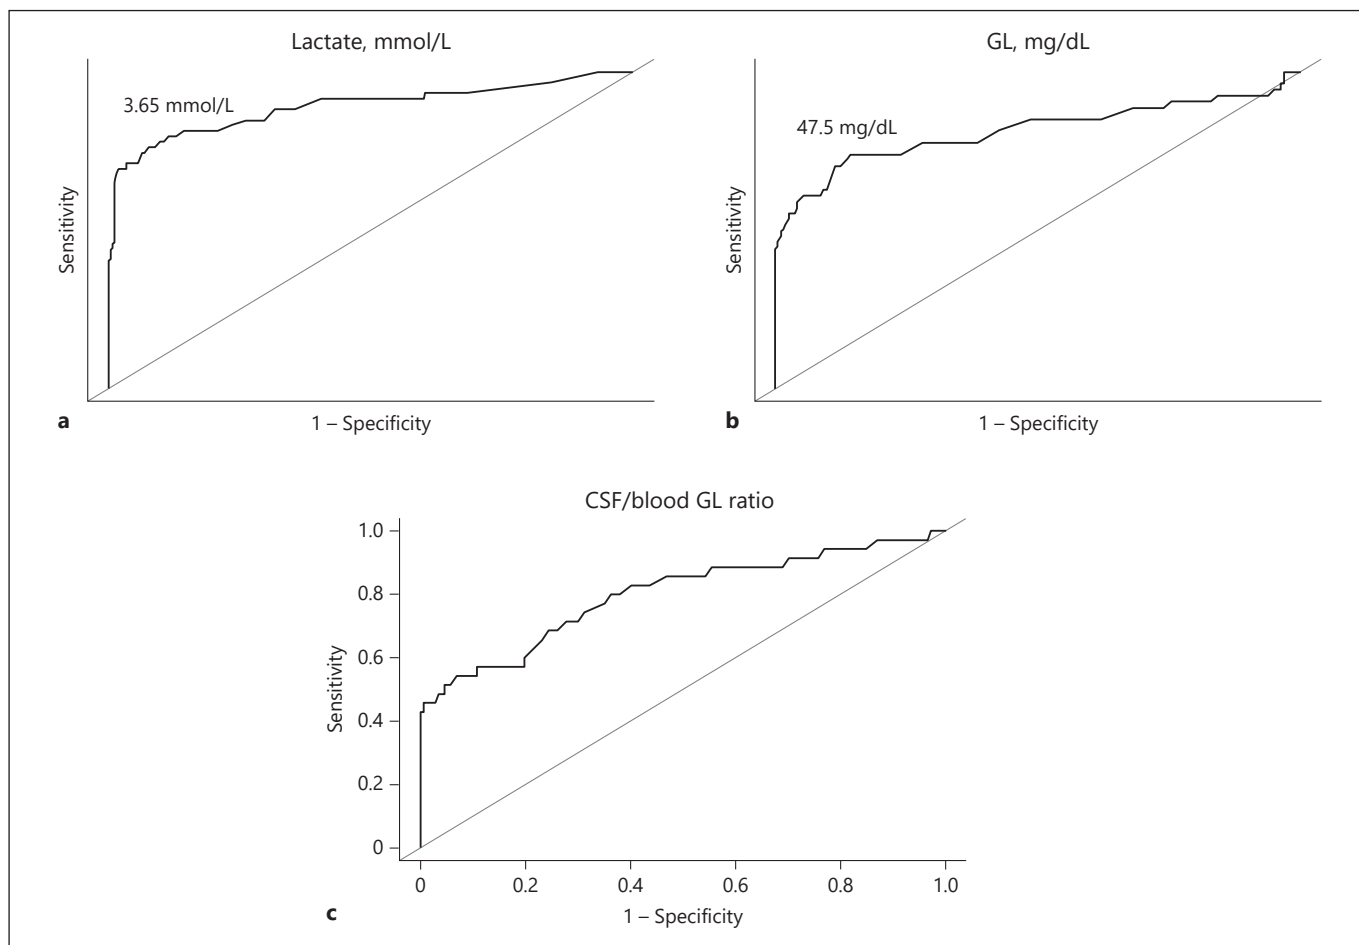 Lactate, mmol/L
3.65 mmol/L
Sensitivity
1 – Specificity
a
GL, mg/dL
47.5 mg/dL
Sensitivity
1 – Specificity
b
CSF/blood GL ratio
1.0
0.8
0.6
0.4
0.2
0
Sensitivity
0 0.2 0.4 0.6 0.8 1.0
1 – Specificity
c